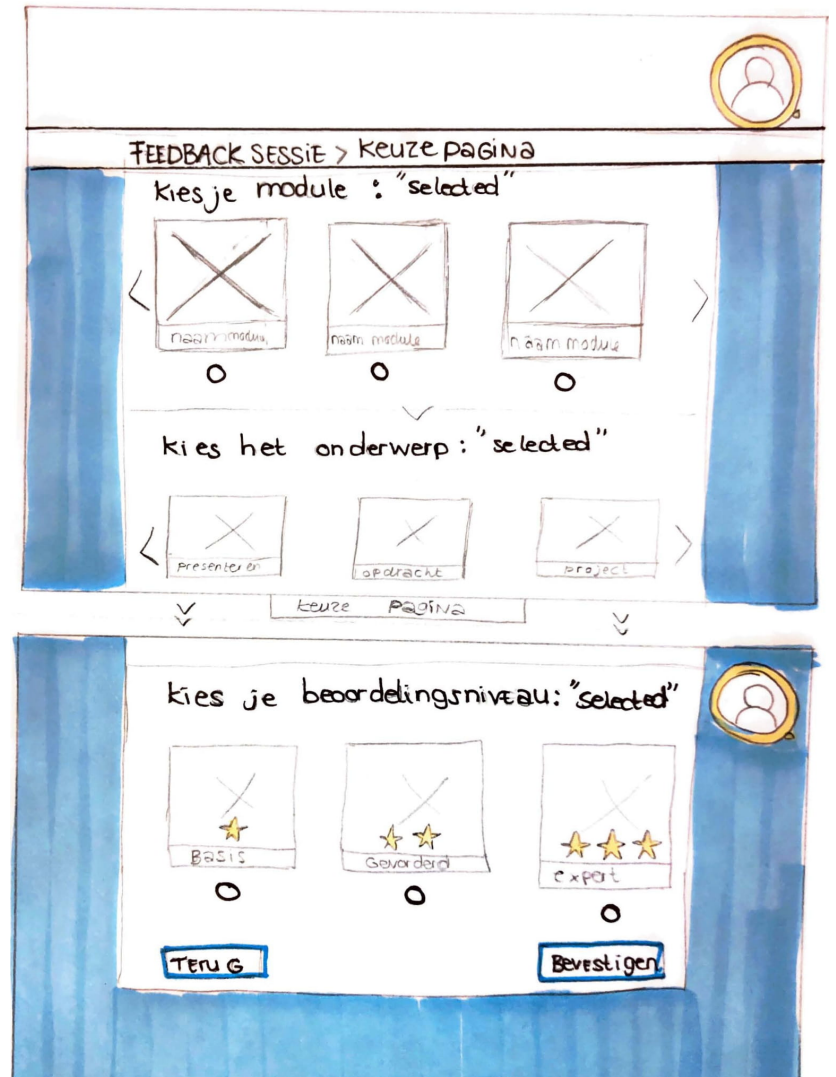 FEEDBACK SESSIE > KEUZE PAGINA
Kies je module : "selected"
naam module
naam module
naam module
kies het onderwerp : "selected"
presenteren
opdracht
project
keuze PAGINA
kies je beoordelingsniveau: "selected"
Basis
Gevorderd
expert
TERUG
Bevestigen